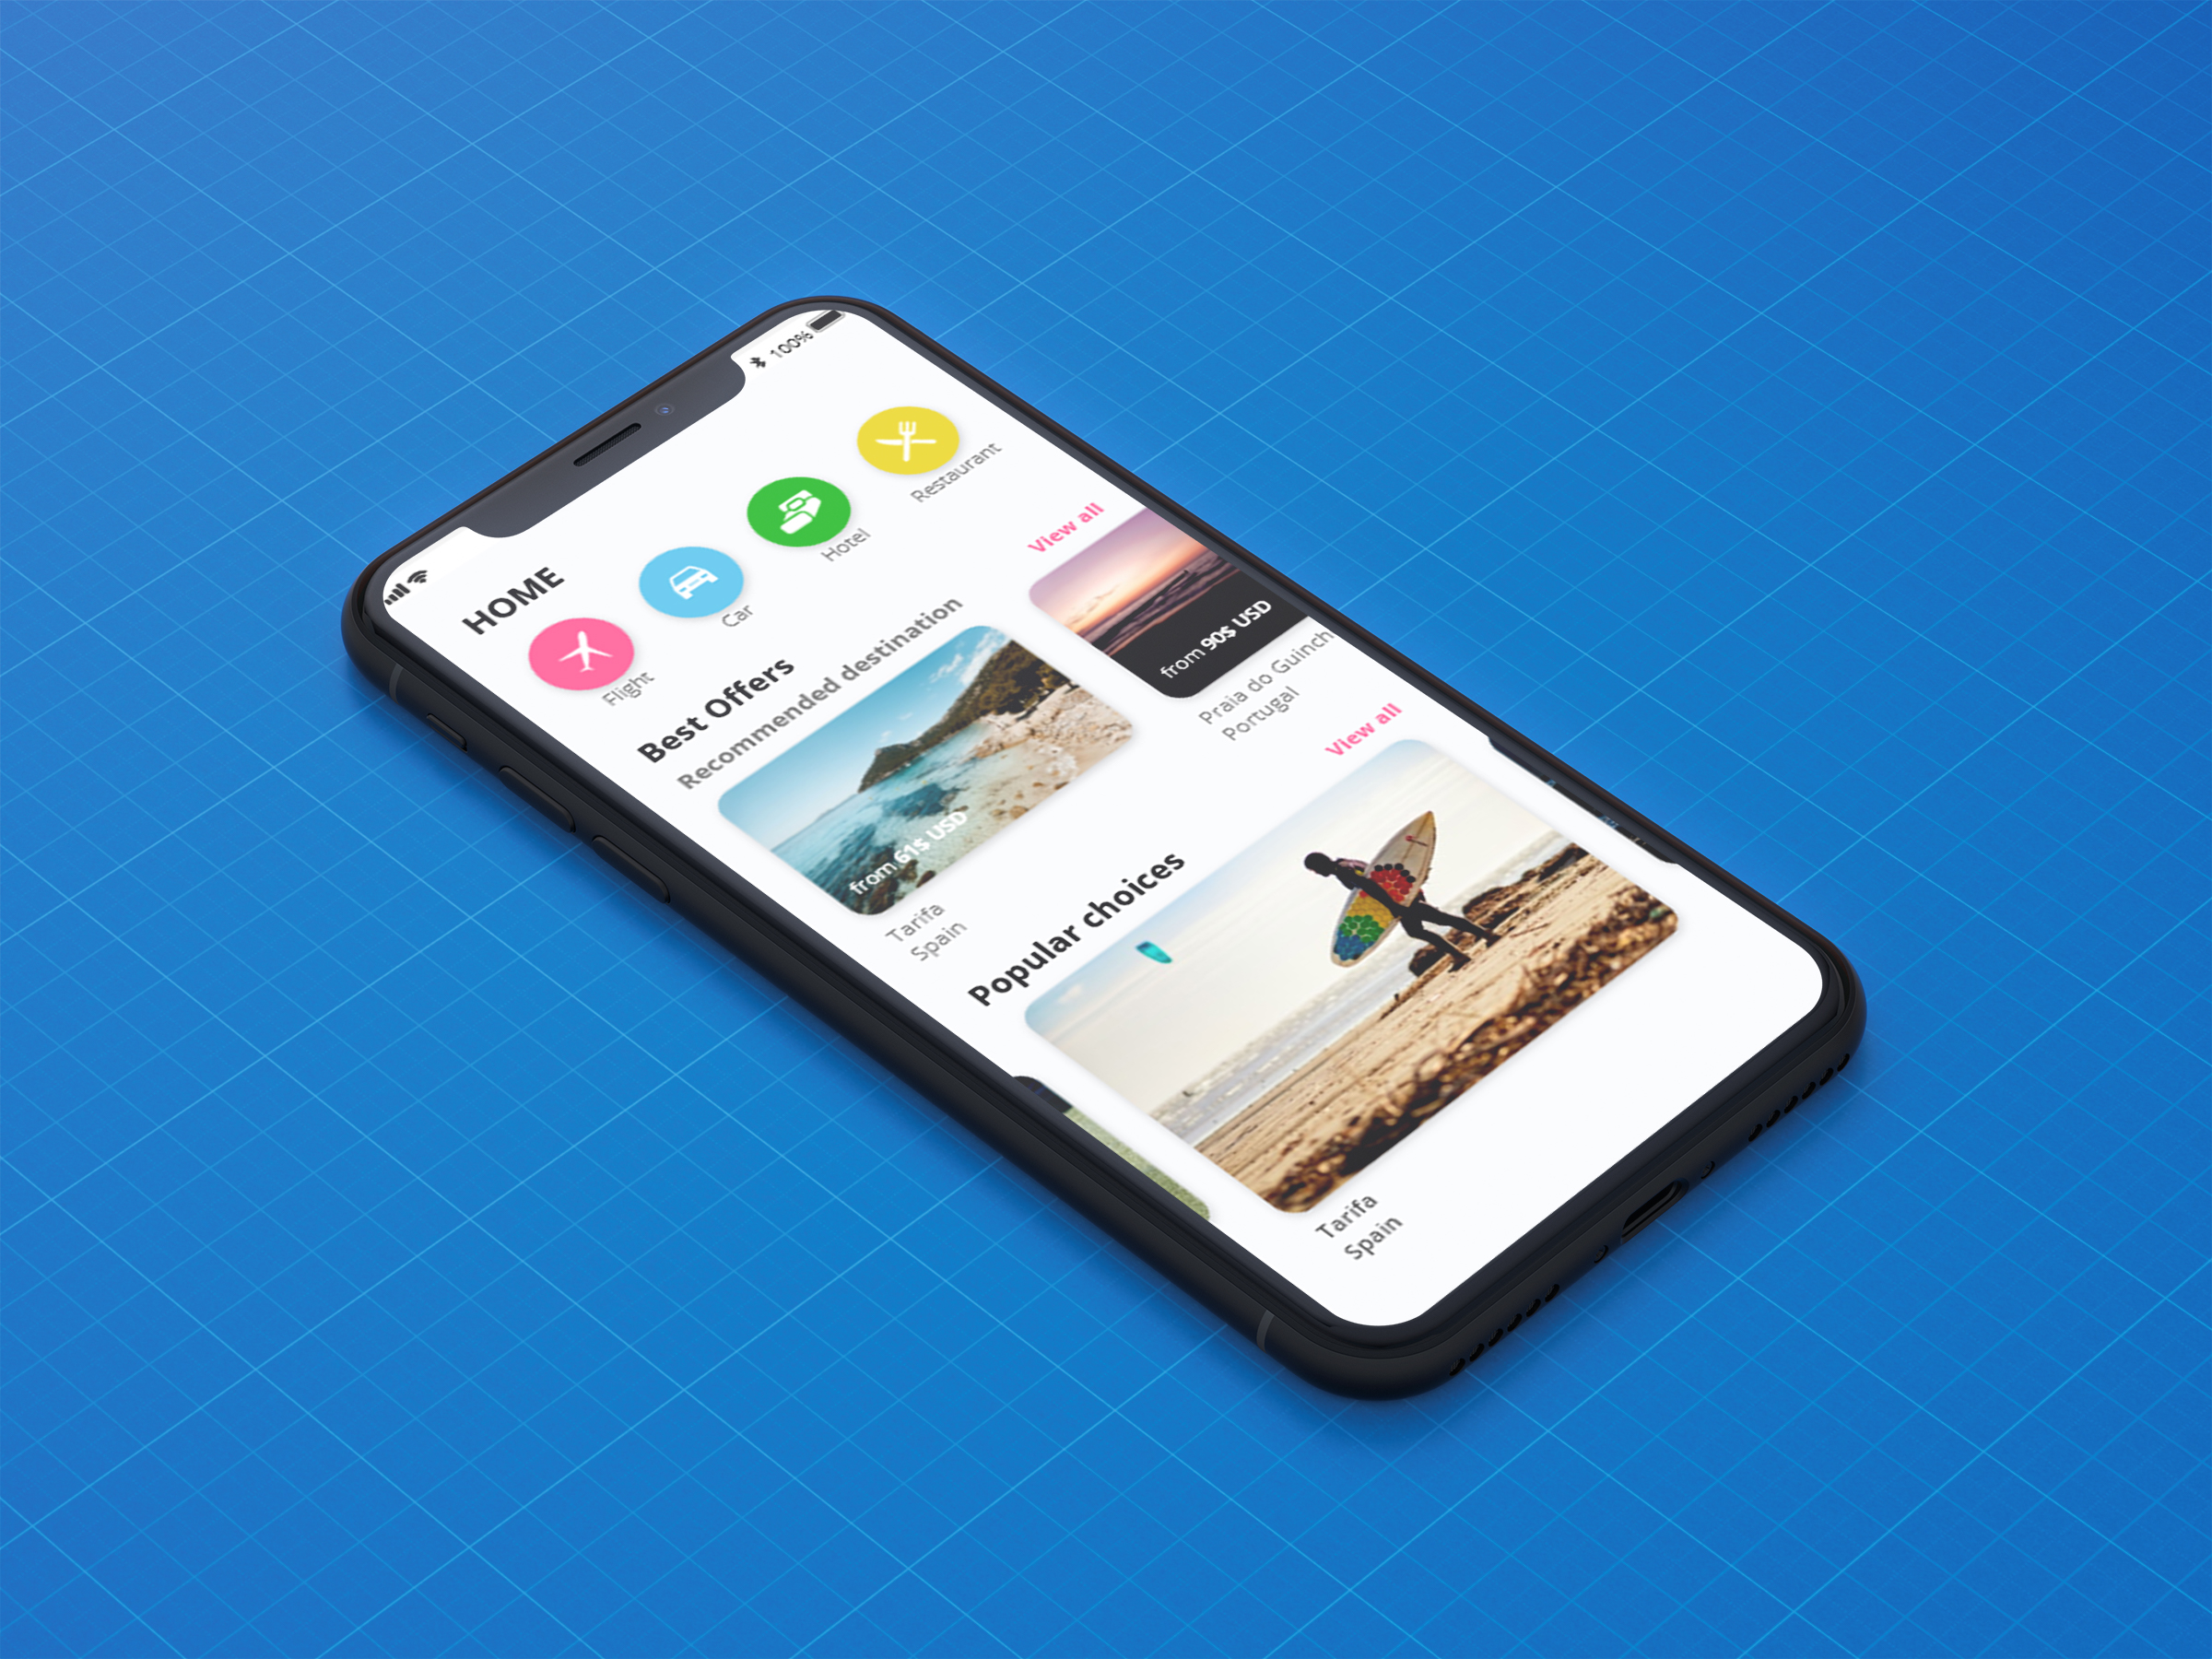 100%
HOME
Flight
Car
Hotel
Restaurant
Best Offers
View all
Recommended destination
from 61$ USD
Tarifa
Spain
from 90$ USD
Praia do Guinch
Portugal
Popular choices
View all
Tarifa
Spain